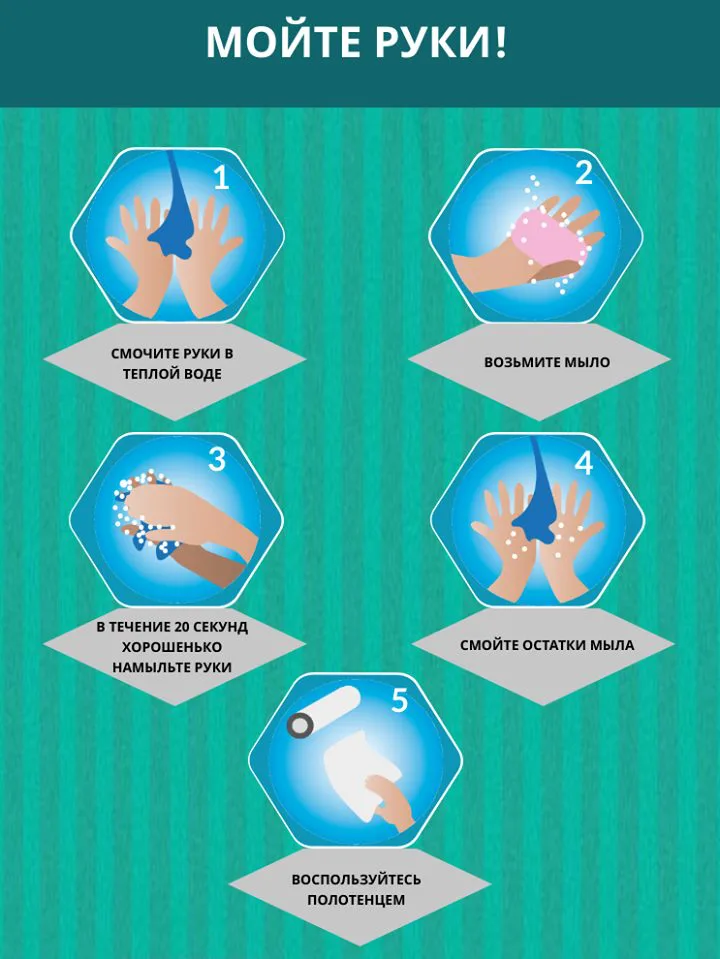 МОЙТЕ РУКИ!
1
СМОЧИТЕ РУКИ В
ТЕПЛОЙ ВОДЕ
2
ВОЗЬМИТЕ МЫЛО
3
В ТЕЧЕНИЕ 20 СЕКУНД
ХОРОШЕНЬКО
НАМЫЛЬТЕ РУКИ
4
СМОЙТЕ ОСТАТКИ МЫЛА
5
ВОСПОЛЬЗУЙТЕСЬ
ПОЛОТЕНЦЕМ